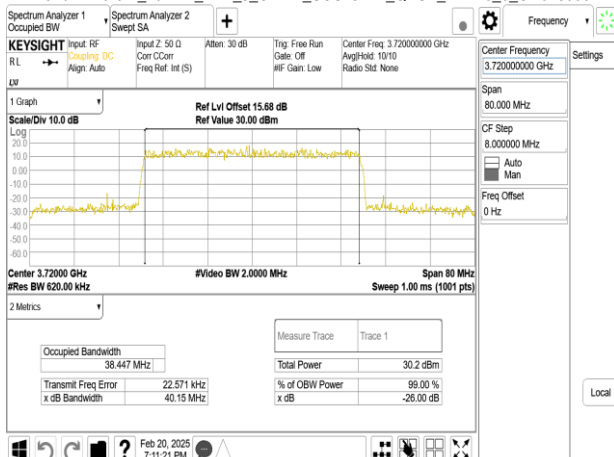 Spectrum Analyzer 1
Occupied BW
Spectrum Analyzer 2
Swept SA
+
Frequency
KEYSIGHT
RL
LXI
Input: RF
Coupling: DC
Align: Auto
Input Z: 50 Ω
Corr CCorr
Freq Ref: Int (S)
Atten: 30 dB
Trig: Free Run
Gate: Off
#IF Gain: Low
Center Freq: 3.720000000 GHz
Avg|Hold: 10/10
Radio Std: None
Center Frequency
3.720000000 GHz
Settings
Span
80.000 MHz
CF Step
8.000000 MHz
Auto
Man
Freq Offset
0 Hz
Local
1 Graph
Scale/Div 10.0 dB
Ref Lvl Offset 15.68 dB
Ref Value 30.00 dBm
Log
20.0
10.0
0.00
-10.0
-20.0
-30.0
-40.0
-50.0
-60.0
Center 3.72000 GHz
#Video BW 2.0000 MHz
Span 80 MHz
#Res BW 620.00 kHz
Sweep 1.00 ms (1001 pts)
2 Metrics
Measure Trace
Trace 1
Occupied Bandwidth
38.447 MHz
Total Power
30.2 dBm
Transmit Freq Error
22.571 kHz
% of OBW Power
99.00 %
x dB Bandwidth
40.15 MHz
x dB
-26.00 dB
?
Feb 20, 2025
7:11:21 PM